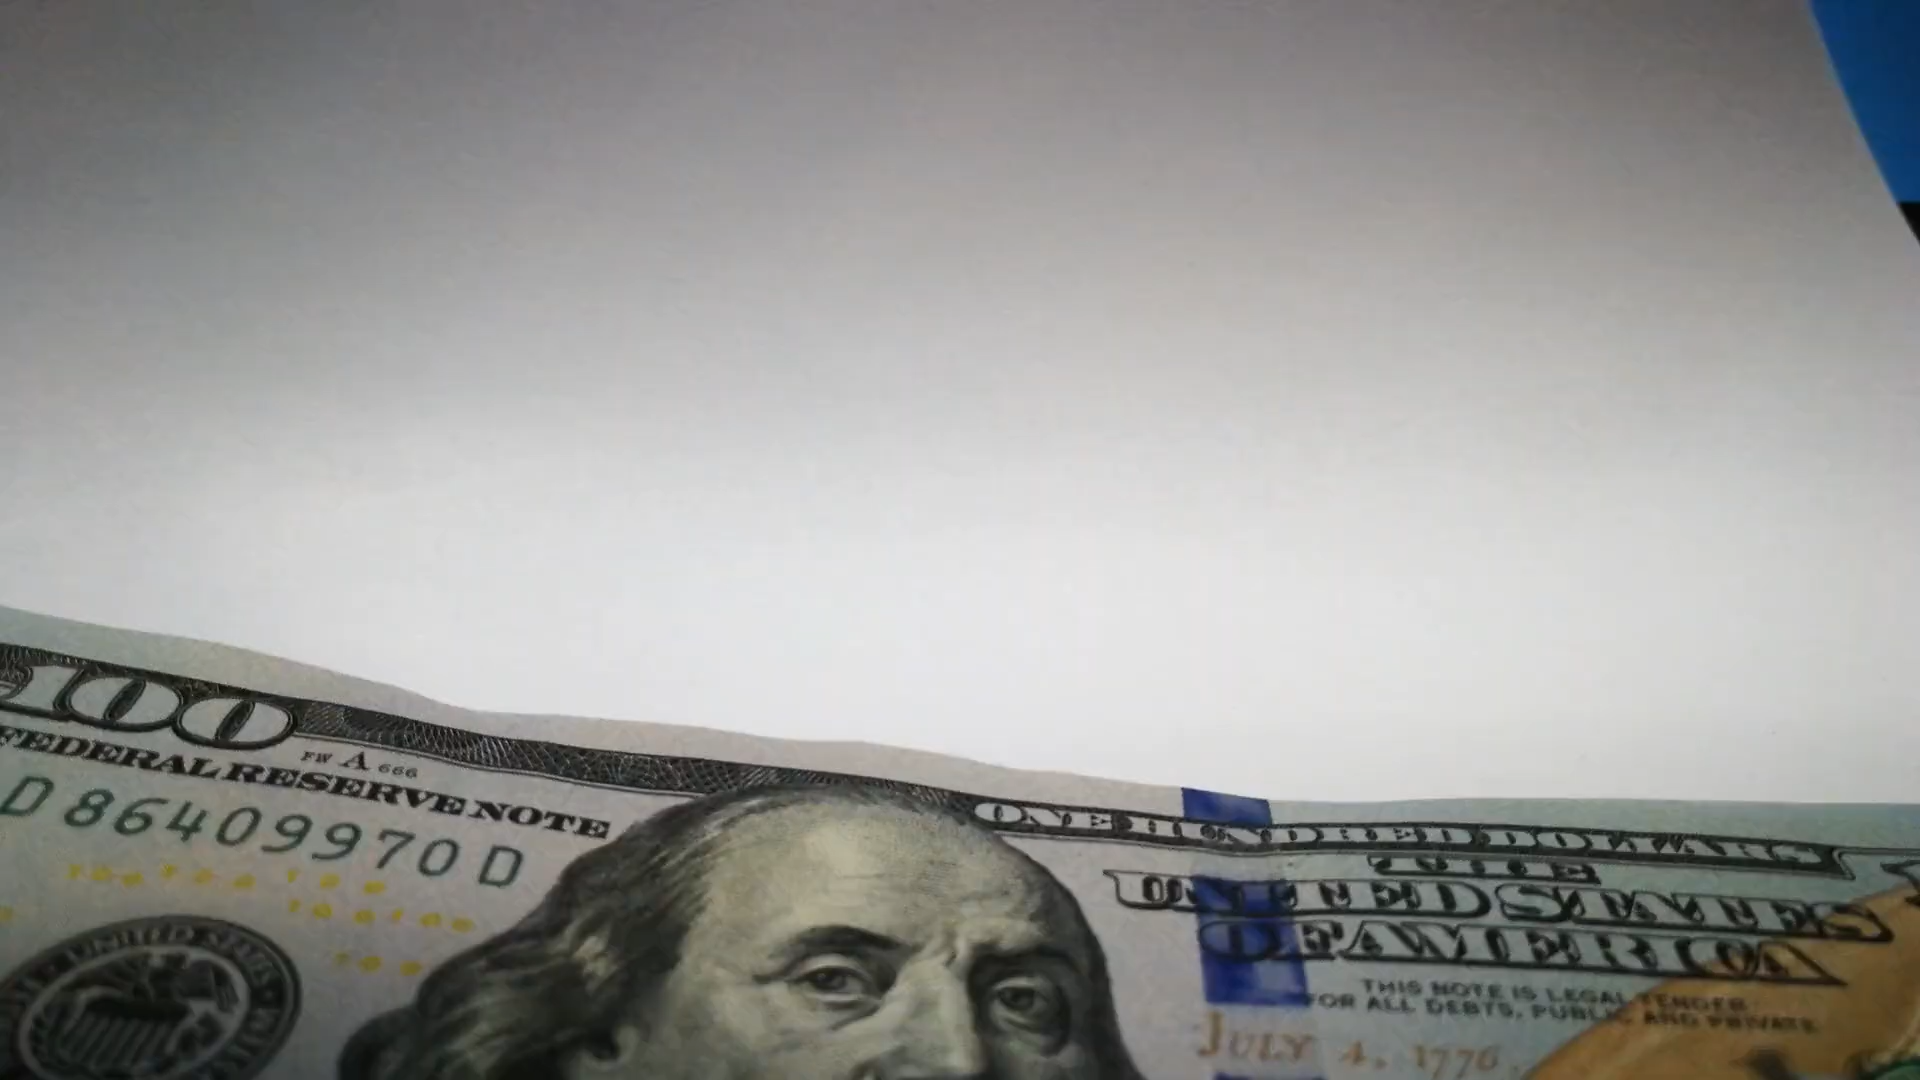 100
FW A 666
FEDERAL RESERVE NOTE
D 86409970 D
ONE HUNDRED DOLLARS
THE
UNITED STATES
OF AMERICA
THIS NOTE IS LEGAL TENDER
FOR ALL DEBTS, PUBLIC AND PRIVATE
JULY 4, 1776.